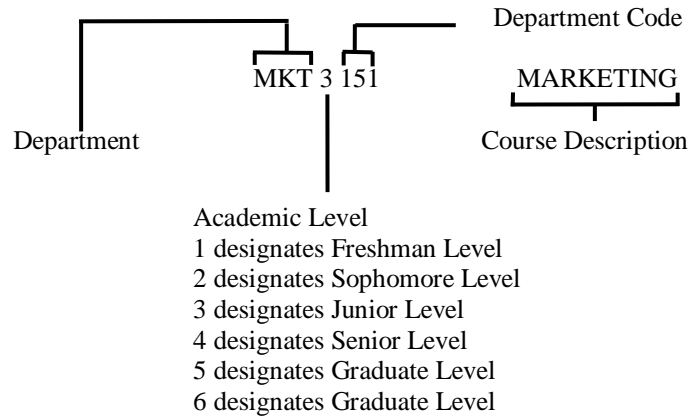 Department Code
MKT 3 151 MARKETING
Department Course Description
Academic Level
1 designates Freshman Level
2 designates Sophomore Level
3 designates Junior Level
4 designates Senior Level
5 designates Graduate Level
6 designates Graduate Level